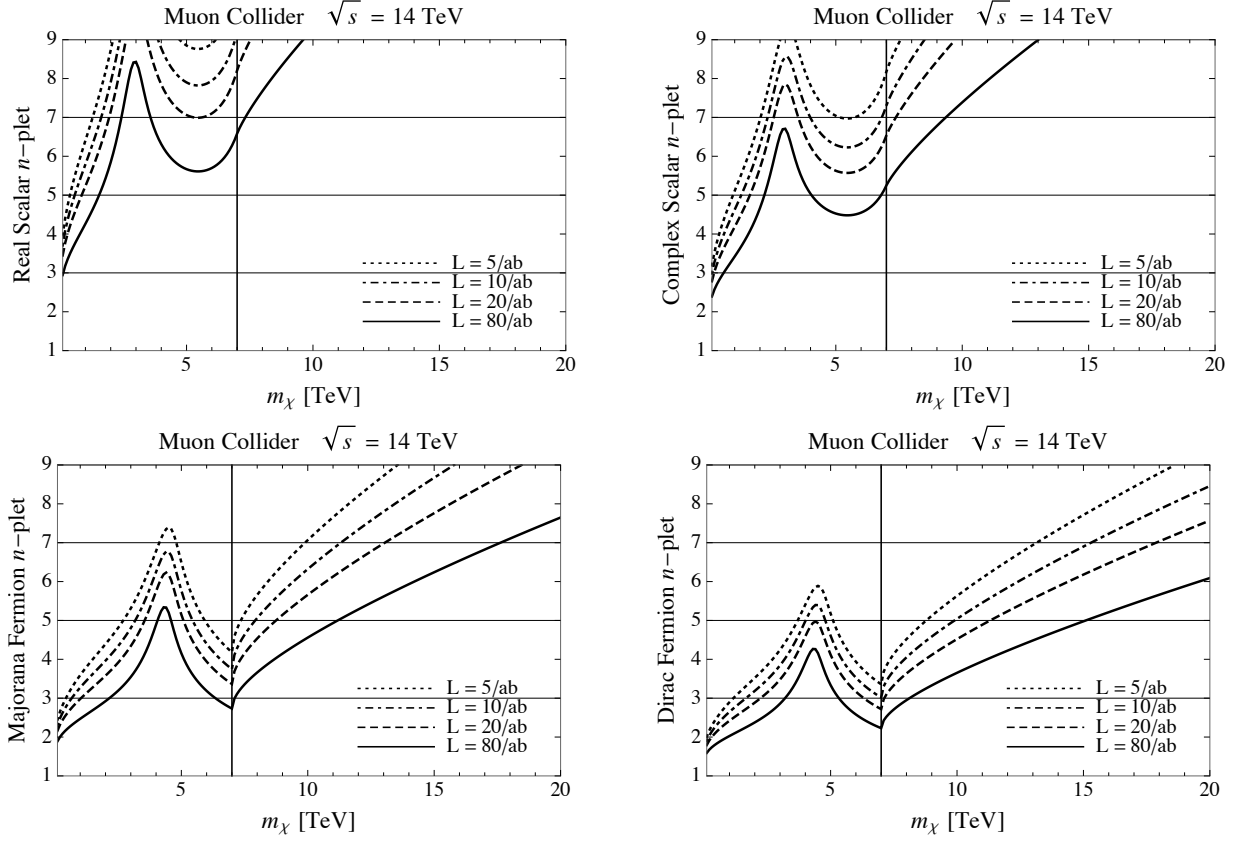 Muon Collider √s = 14 TeV
Real Scalar n−plet
9
8
7
6
5
4
3
2
1
L = 5/ab
L = 10/ab
L = 20/ab
L = 80/ab
5 10 15 20
mχ [TeV]
Muon Collider √s = 14 TeV
Complex Scalar n−plet
9
8
7
6
5
4
3
2
1
L = 5/ab
L = 10/ab
L = 20/ab
L = 80/ab
5 10 15 20
mχ [TeV]
Muon Collider √s = 14 TeV
Majorana Fermion n−plet
9
8
7
6
5
4
3
2
1
L = 5/ab
L = 10/ab
L = 20/ab
L = 80/ab
5 10 15 20
mχ [TeV]
Muon Collider √s = 14 TeV
Dirac Fermion n−plet
9
8
7
6
5
4
3
2
1
L = 5/ab
L = 10/ab
L = 20/ab
L = 80/ab
5 10 15 20
mχ [TeV]